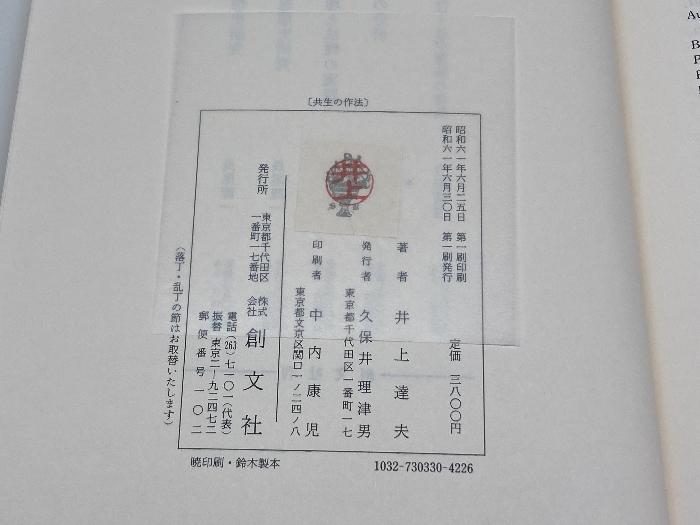 〔共生の作法〕
昭和六一年六月二五日 第一刷印刷
昭和六一年六月三〇日 第一刷発行
定価 三八〇〇円
著者 井上達夫
発行者 久保井理津男
東京都千代田区一番町一七
印刷者 中内康児
東京都文京区関口一ノ二四ノ八
井上
発行所
東京都千代田区
一番町一七番地
株式
会社
創文社
電話(263)七一〇一(代表)
振替 東京二―九二四七二
郵便番号 一〇二
(落丁・乱丁の節はお取替いたします)
暁印刷・鈴木製本
1032-730330-4226